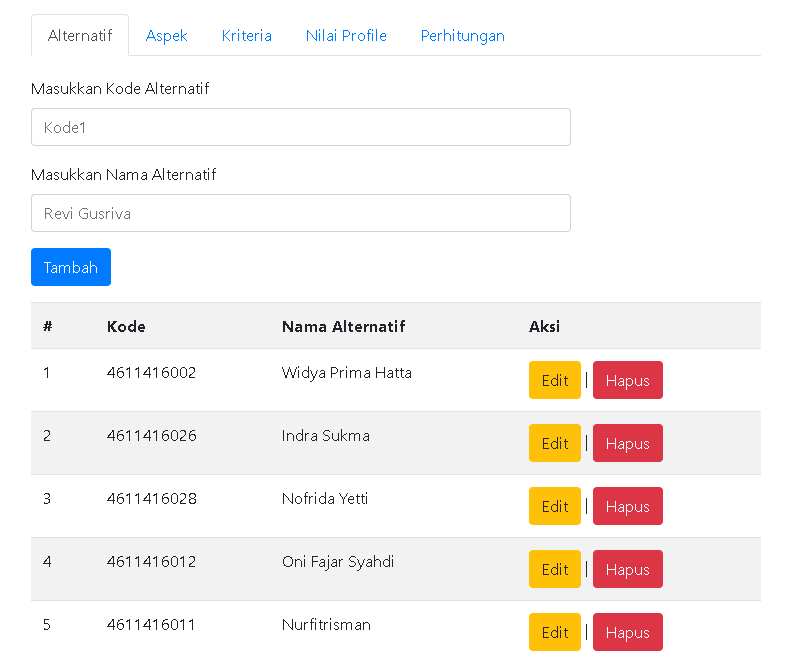 Alternatif Aspek Kriteria Nilai Profile Perhitungan
Masukkan Kode Alternatif
Kode1
Masukkan Nama Alternatif
Revi Gusriva
Tambah
# Kode Nama Alternatif Aksi
1 4611416002 Widya Prima Hatta Edit | Hapus
2 4611416026 Indra Sukma Edit | Hapus
3 4611416028 Nofrida Yetti Edit | Hapus
4 4611416012 Oni Fajar Syahdi Edit | Hapus
5 4611416011 Nurfitrisman Edit | Hapus